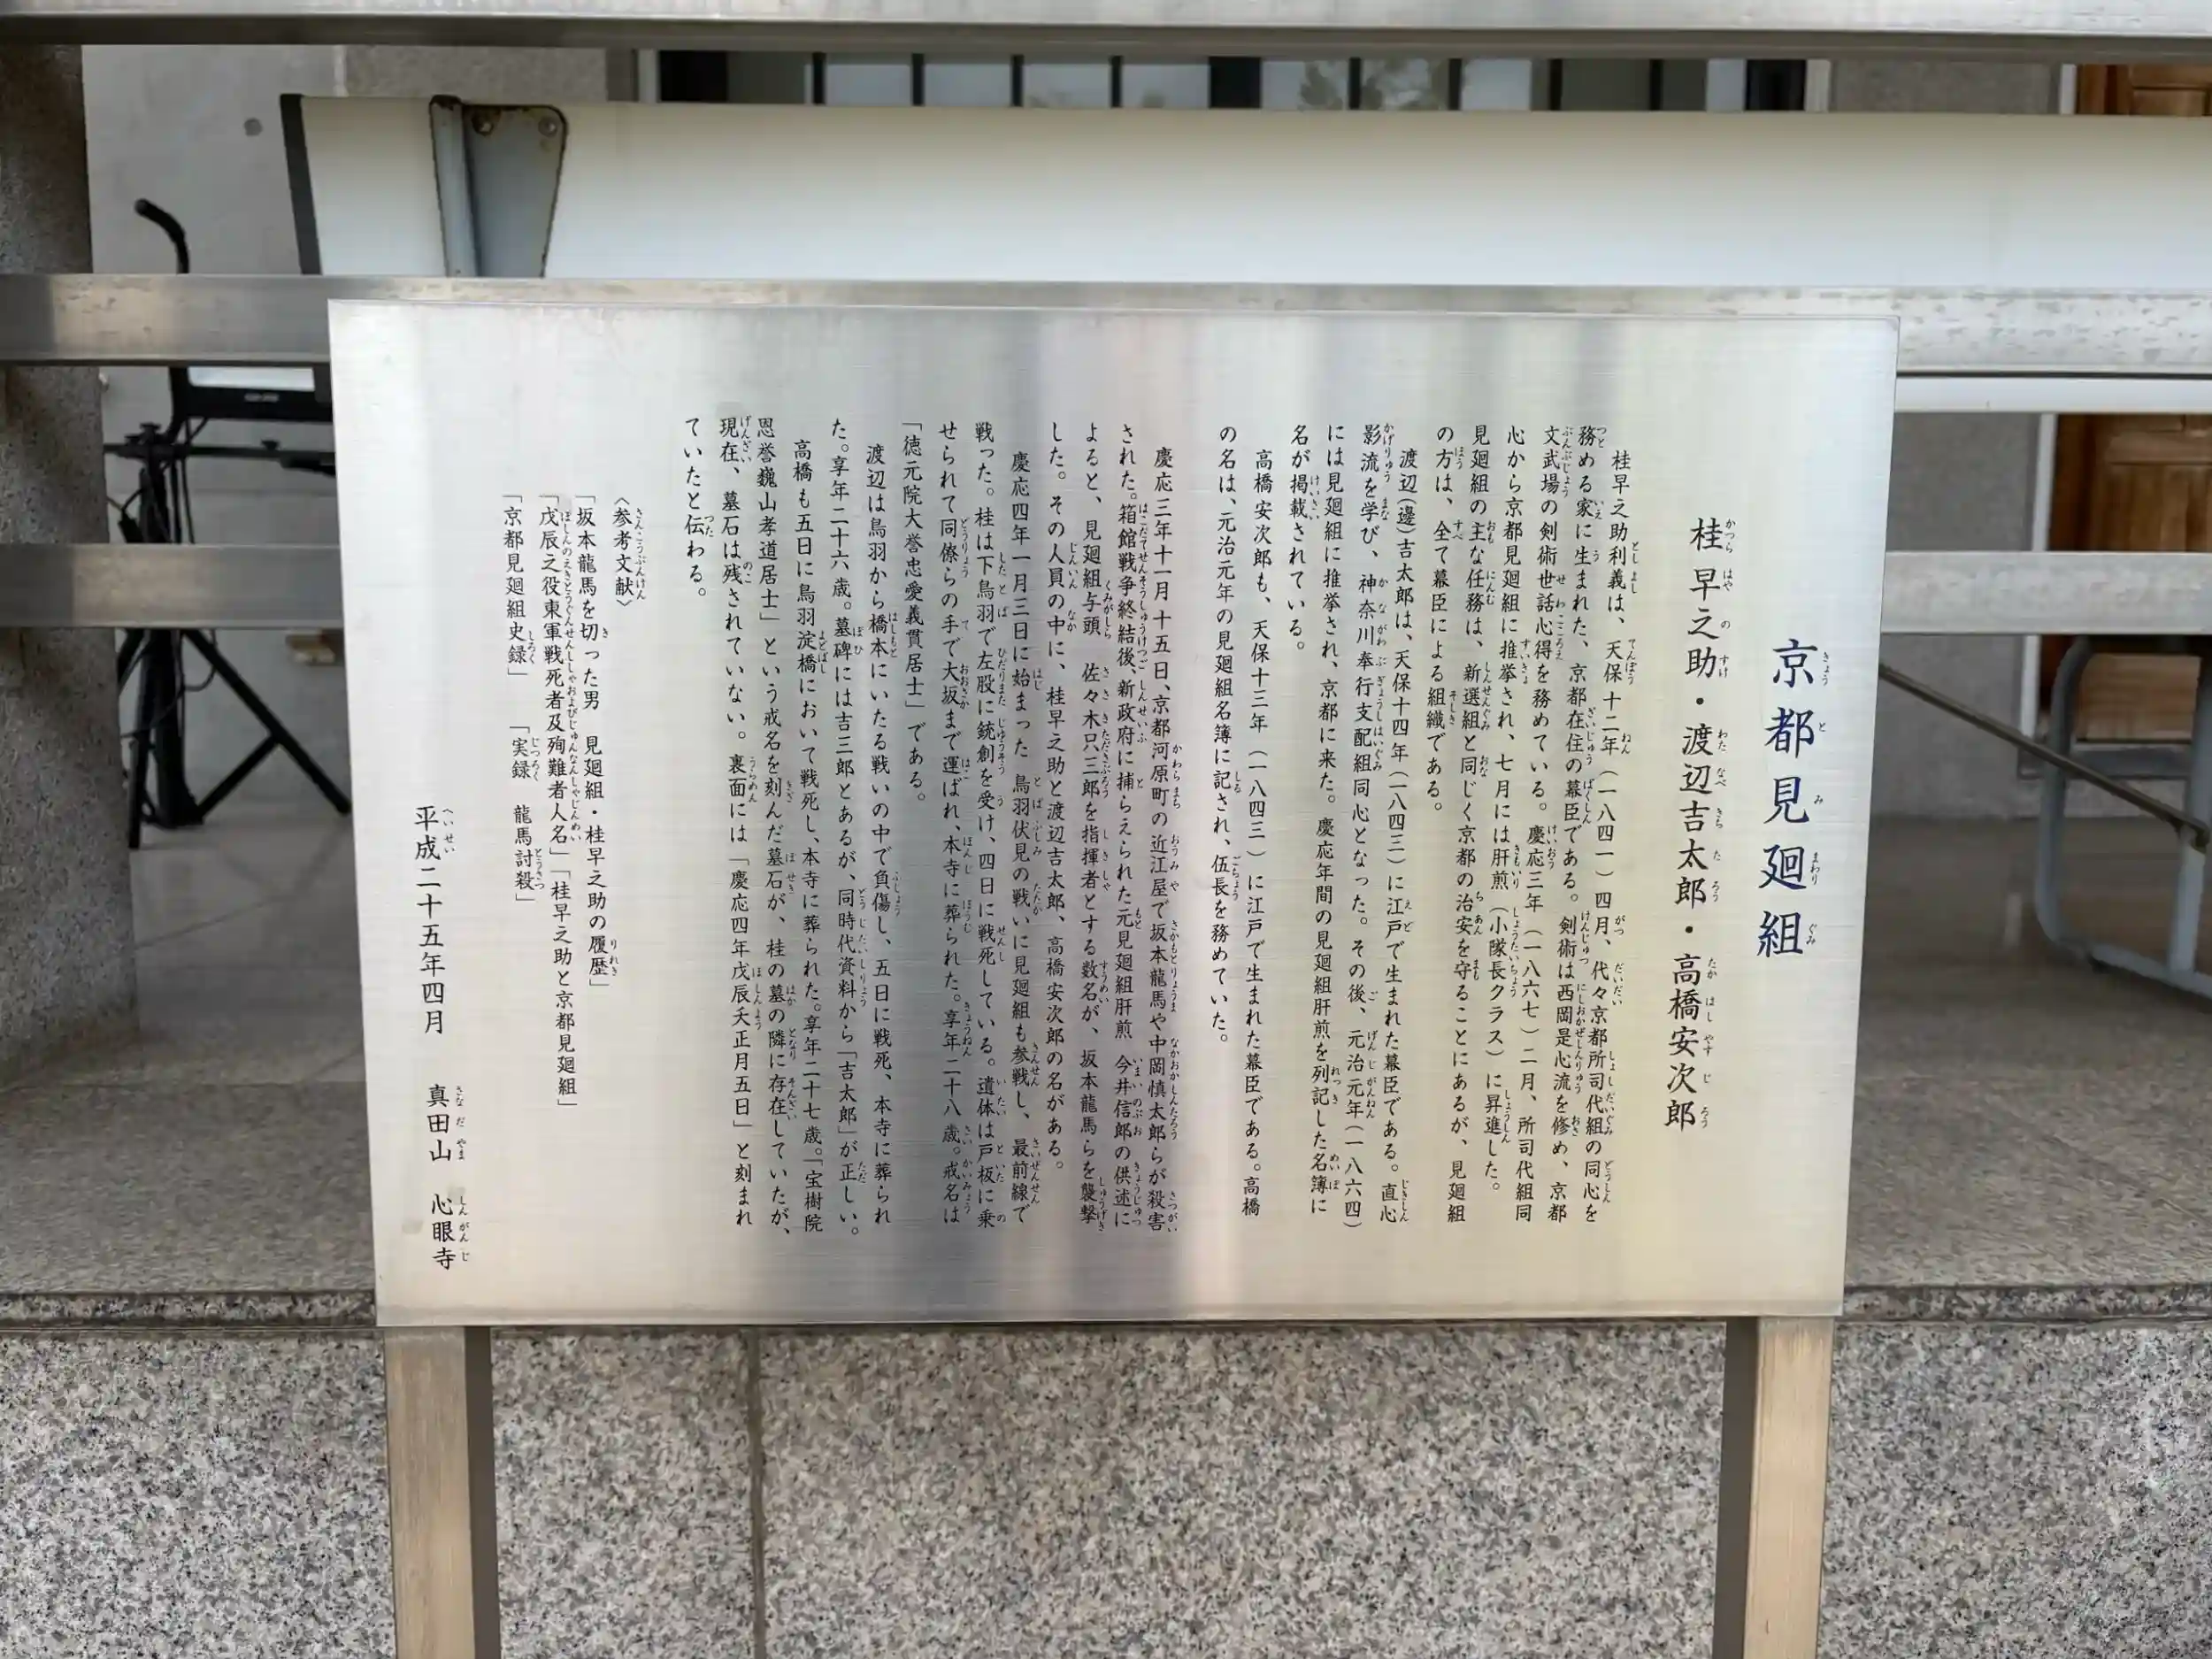 京都見廻組
桂早之助・渡辺吉太郎・高橋安次郎
桂早之助利義は、天保十二年(一八四一)四月、代々京都所司代組の同心を
務める家に生まれた、京都在住の幕臣である。剣術は西岡是心流を修め、京都
文武場の剣術世話心得を務めている。慶応三年(一八六七)二月、所司代組同
心から京都見廻組に推挙され、七月には肝煎(小隊長クラス)に昇進した。
見廻組の主な任務は、新選組と同じく京都の治安を守ることにあるが、見廻組
の方は、全て幕臣による組織である。
渡辺(邊)吉太郎は、天保十四年(一八四三)に江戸で生まれた幕臣である。直心
影流を学び、神奈川奉行支配組同心となった。その後、元治元年(一八六四)
には見廻組に推挙され、京都に来た。慶応年間の見廻組肝煎を列記した名簿に
名が掲載されている。
高橋安次郎も、天保十三年(一八四三)に江戸で生まれた幕臣である。高橋
の名は、元治元年の見廻組名簿に記され、伍長を務めていた。
慶応三年十一月十五日、京都河原町の近江屋で坂本龍馬や中岡慎太郎らが殺害
された。箱館戦争終結後、新政府に捕らえられた元見廻組肝煎 今井信郎の供述に
よると、見廻組与頭 佐々木只三郎を指揮者とする数名が、坂本龍馬らを襲撃
した。その人員の中に、桂早之助と渡辺吉太郎、高橋安次郎の名がある。
慶応四年一月三日に始まった 鳥羽伏見の戦いに見廻組も参戦し、最前線で
戦った。桂は下鳥羽で左股に銃創を受け、四日に戦死している。遺体は戸板に乗
せられて同僚らの手で大坂まで運ばれ、本寺に葬られた。享年二十八歳。戒名は
「徳元院大誉忠愛義貫居士」である。
渡辺は鳥羽から橋本にいたる戦いの中で負傷し、五日に戦死、本寺に葬られ
た。享年二十六歳。墓碑には吉三郎とあるが、同時代資料から「吉太郎」が正しい。
高橋も五日に鳥羽淀橋において戦死し、本寺に葬られた。享年二十七歳。「宝樹院
恩誉巍山孝道居士」という戒名を刻んだ墓石が、桂の墓の隣に存在していたが、
現在、墓石は残されていない。裏面には「慶応四年戊辰夭正月五日」と刻まれ
ていたと伝わる。
〈参考文献〉
「坂本龍馬を切った男 見廻組・桂早之助の履歴」
「戊辰之役東軍戦死者及殉難者人名」「桂早之助と京都見廻組」
「京都見廻組史録」 「実録 龍馬討殺」
平成二十五年四月 真田山 心眼寺